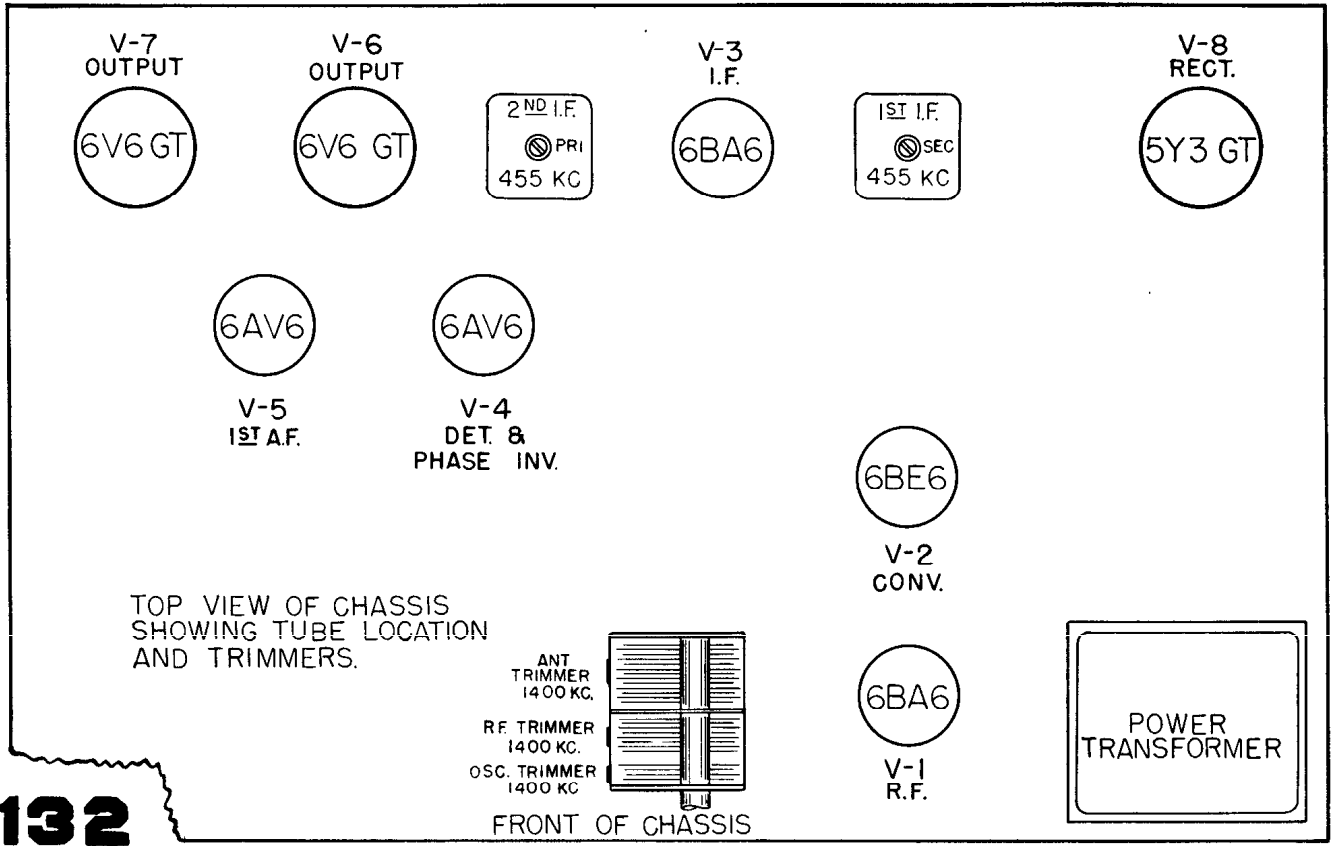 V-7
OUTPUT
6V6 GT
V-6
OUTPUT
6V6 GT
2ND I.F.
PRI
455 KC
V-3
I.F.
6BA6
1ST I.F.
SEC
455 KC
V-8
RECT.
5Y3 GT
6AV6
V-5
1ST A.F.
6AV6
V-4
DET. &
PHASE INV.
6BE6
V-2
CONV.
TOP VIEW OF CHASSIS
SHOWING TUBE LOCATION
AND TRIMMERS.
ANT
TRIMMER
1400 KC.
R.F. TRIMMER
1400 KC.
OSC. TRIMMER
1400 KC
FRONT OF CHASSIS
6BA6
V-1
R.F.
POWER
TRANSFORMER
132